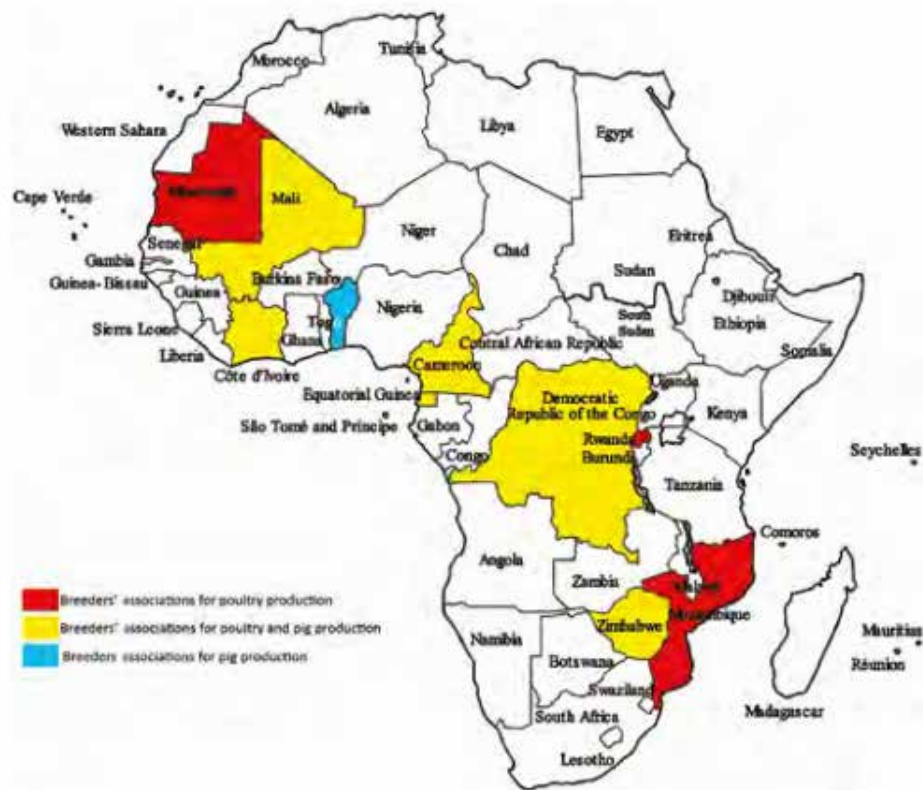 Tunisia
Morocco
Algeria
Libya
Egypt
Western Sahara
Cape Verde
Mali
Niger
Chad
Sudan
Eritrea
Senegal
Gambia
Guinea- Bissau
Guinea
Burkina Faso
Nigeria
Djibouti
Ethiopia
South
Sudan
Somalia
Sierra Leone
Liberia
Côte d'Ivoire
Ghana
Tog
Cameroon
Central African Republic
Equatorial Guinea
São Tomé and Principe
Gabon
Congo
Democratic
Republic of the Congo
Uganda
Kenya
Rwanda
Burundi
Tanzania
Seychelles
Comoros
Angola
Zambia
Malawi
Mozambique
Zimbabwe
Namibia
Botswana
Swaziland
South Africa
Lesotho
Madagascar
Mauritius
Réunion
Breeders' associations for poultry production
Breeders' associations for poultry and pig production
Breeders associations for pig production